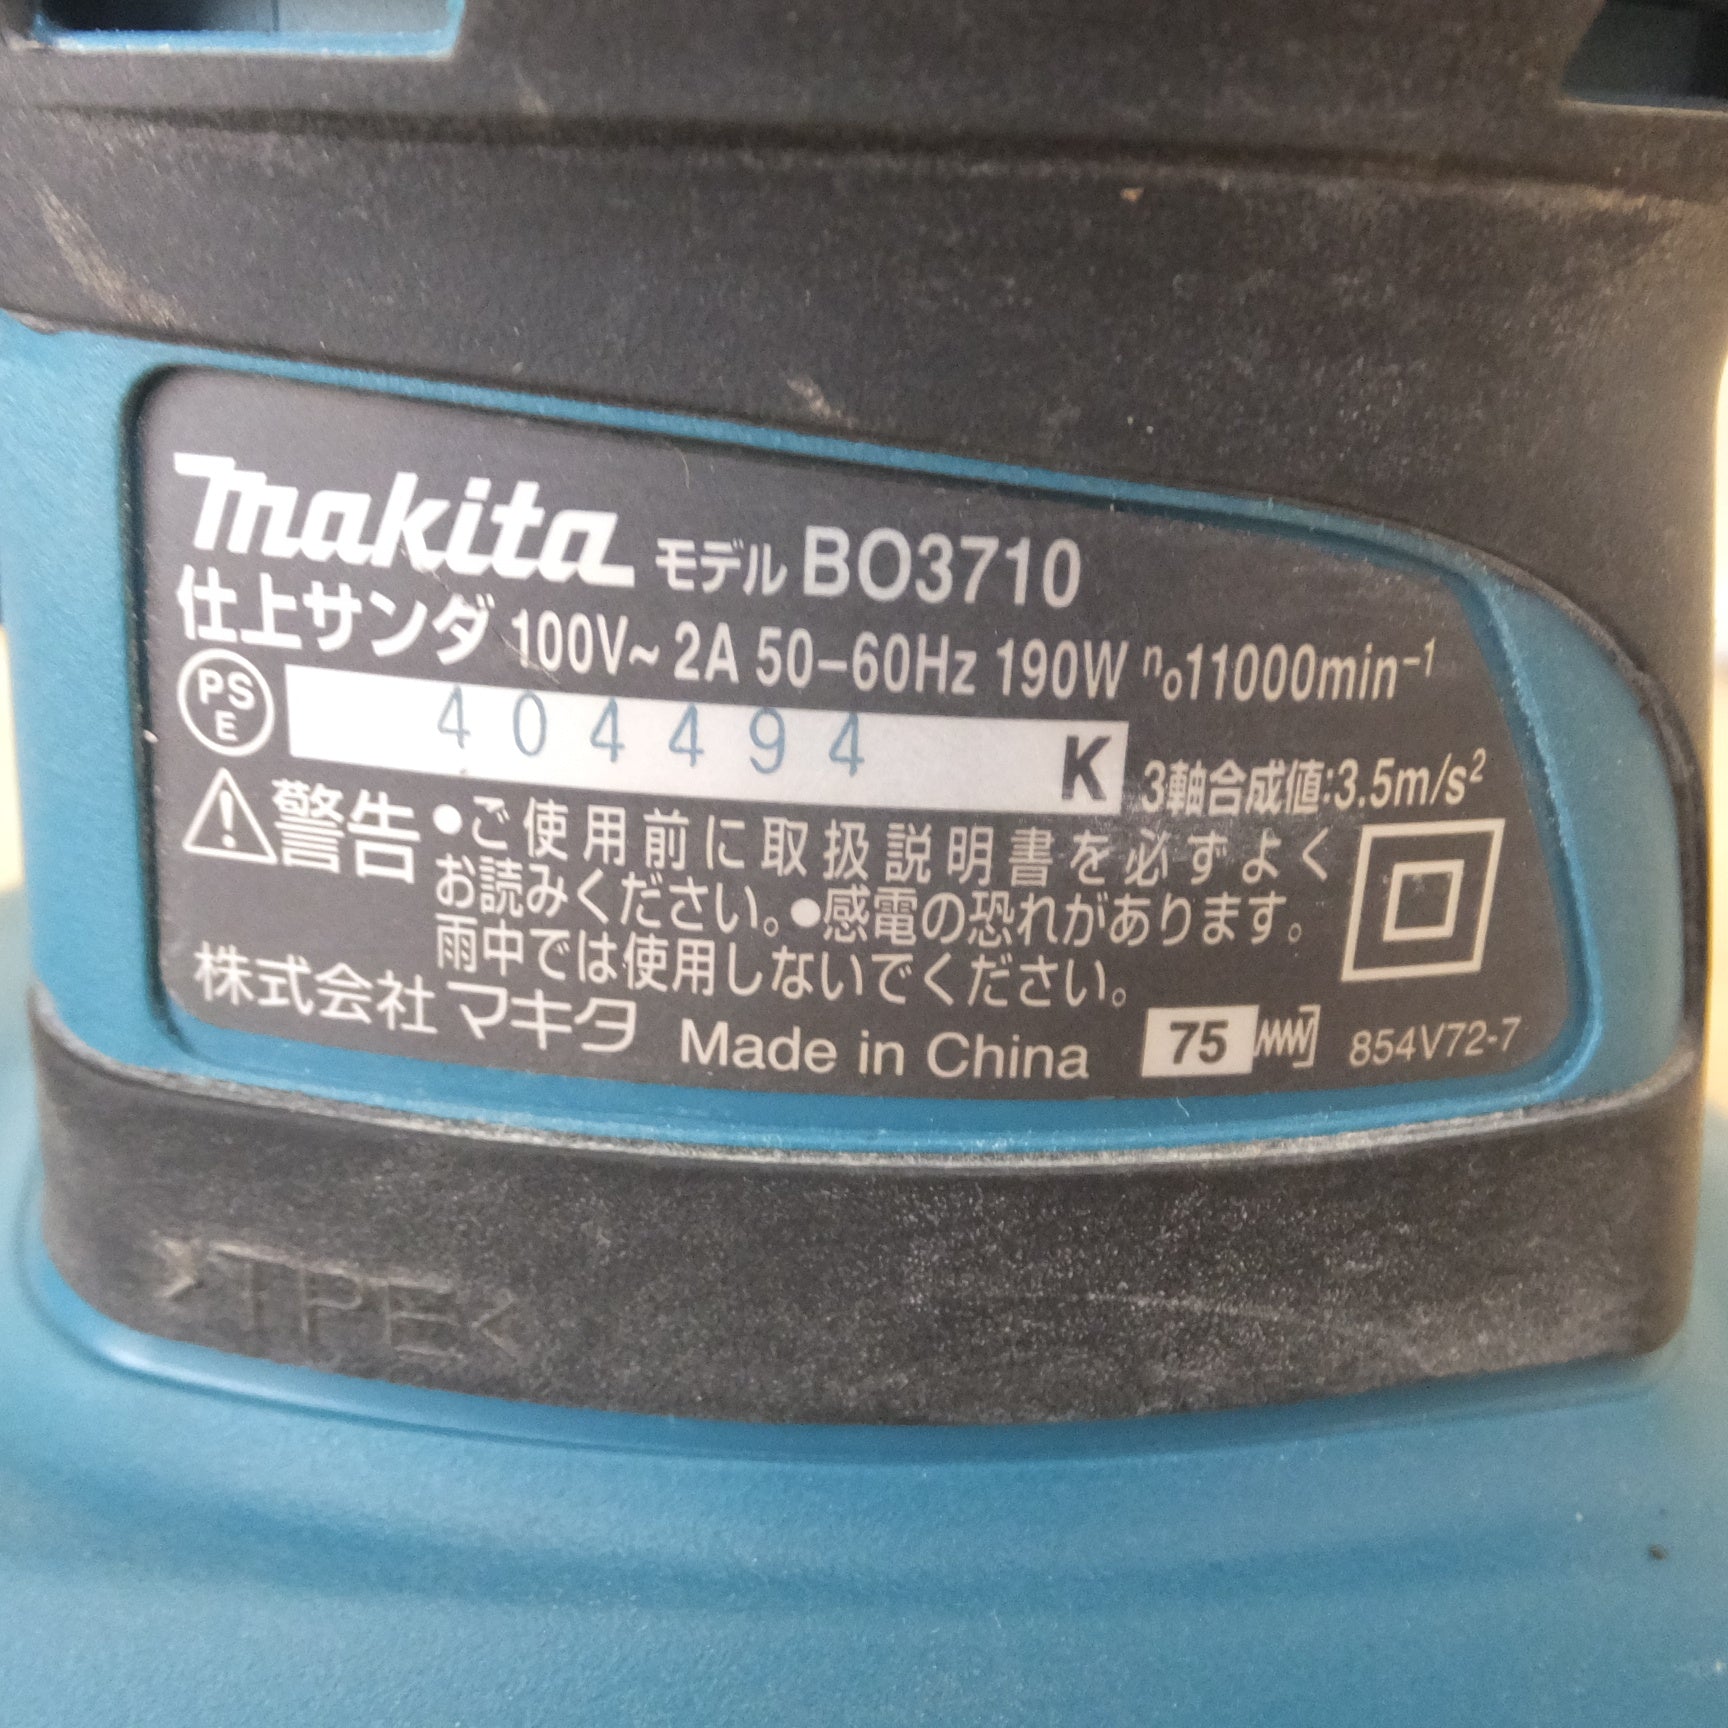 makita モデル BO3710
仕上サンダ 100V~ 2A 50-60Hz 190W n₀11000min⁻¹
PS
E
404494 K 3軸合成値:3.5m/s²
警告 ●ご使用前に取扱説明書を必ずよく
お読みください。●感電の恐れがあります。
雨中では使用しないでください。
株式会社マキタ Made in China 75 854V72-7
>TPE<